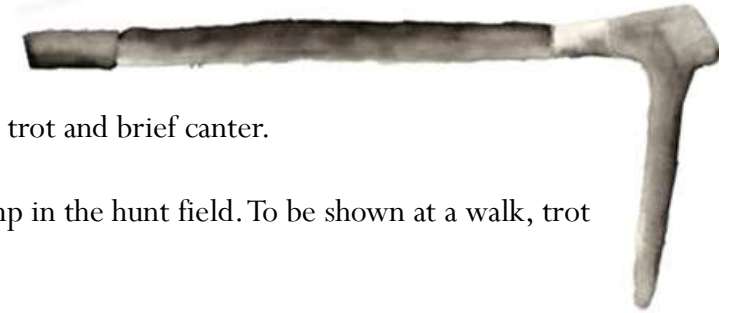 trot and brief canter.
in the hunt field. To be shown at a walk, trot